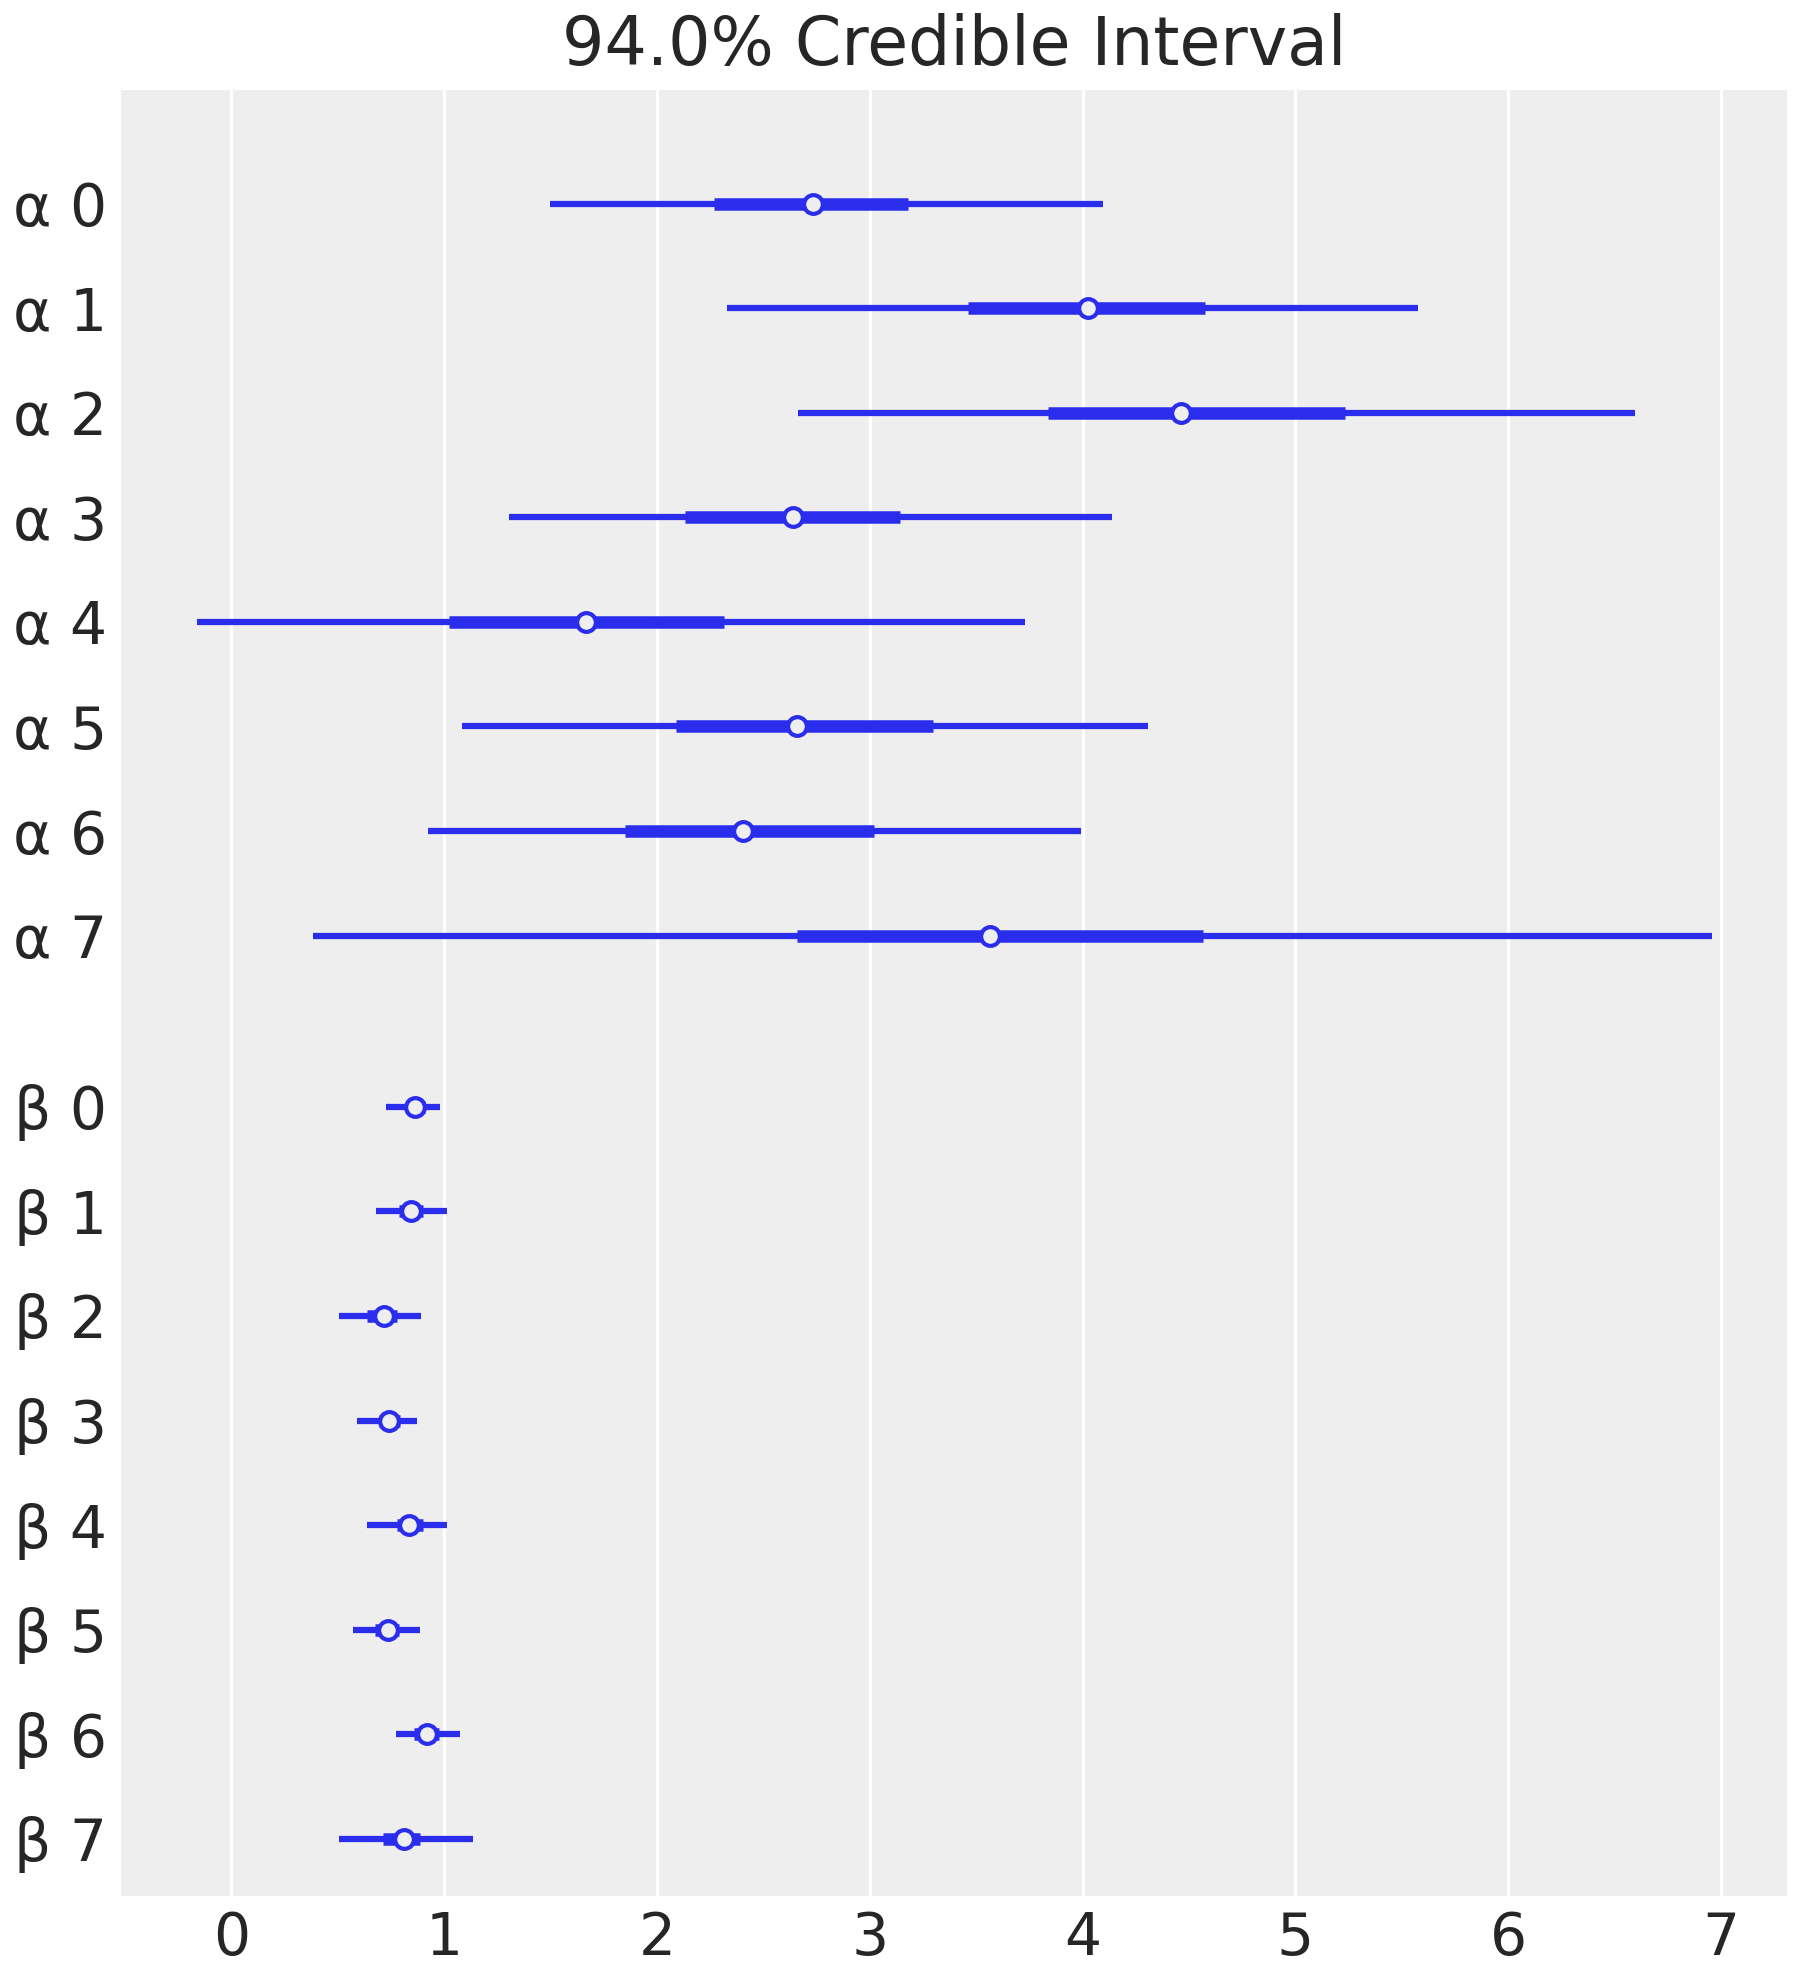 94.0% Credible Interval
α 0
α 1
α 2
α 3
α 4
α 5
α 6
α 7
β 0
β 1
β 2
β 3
β 4
β 5
β 6
β 7
0 1 2 3 4 5 6 7